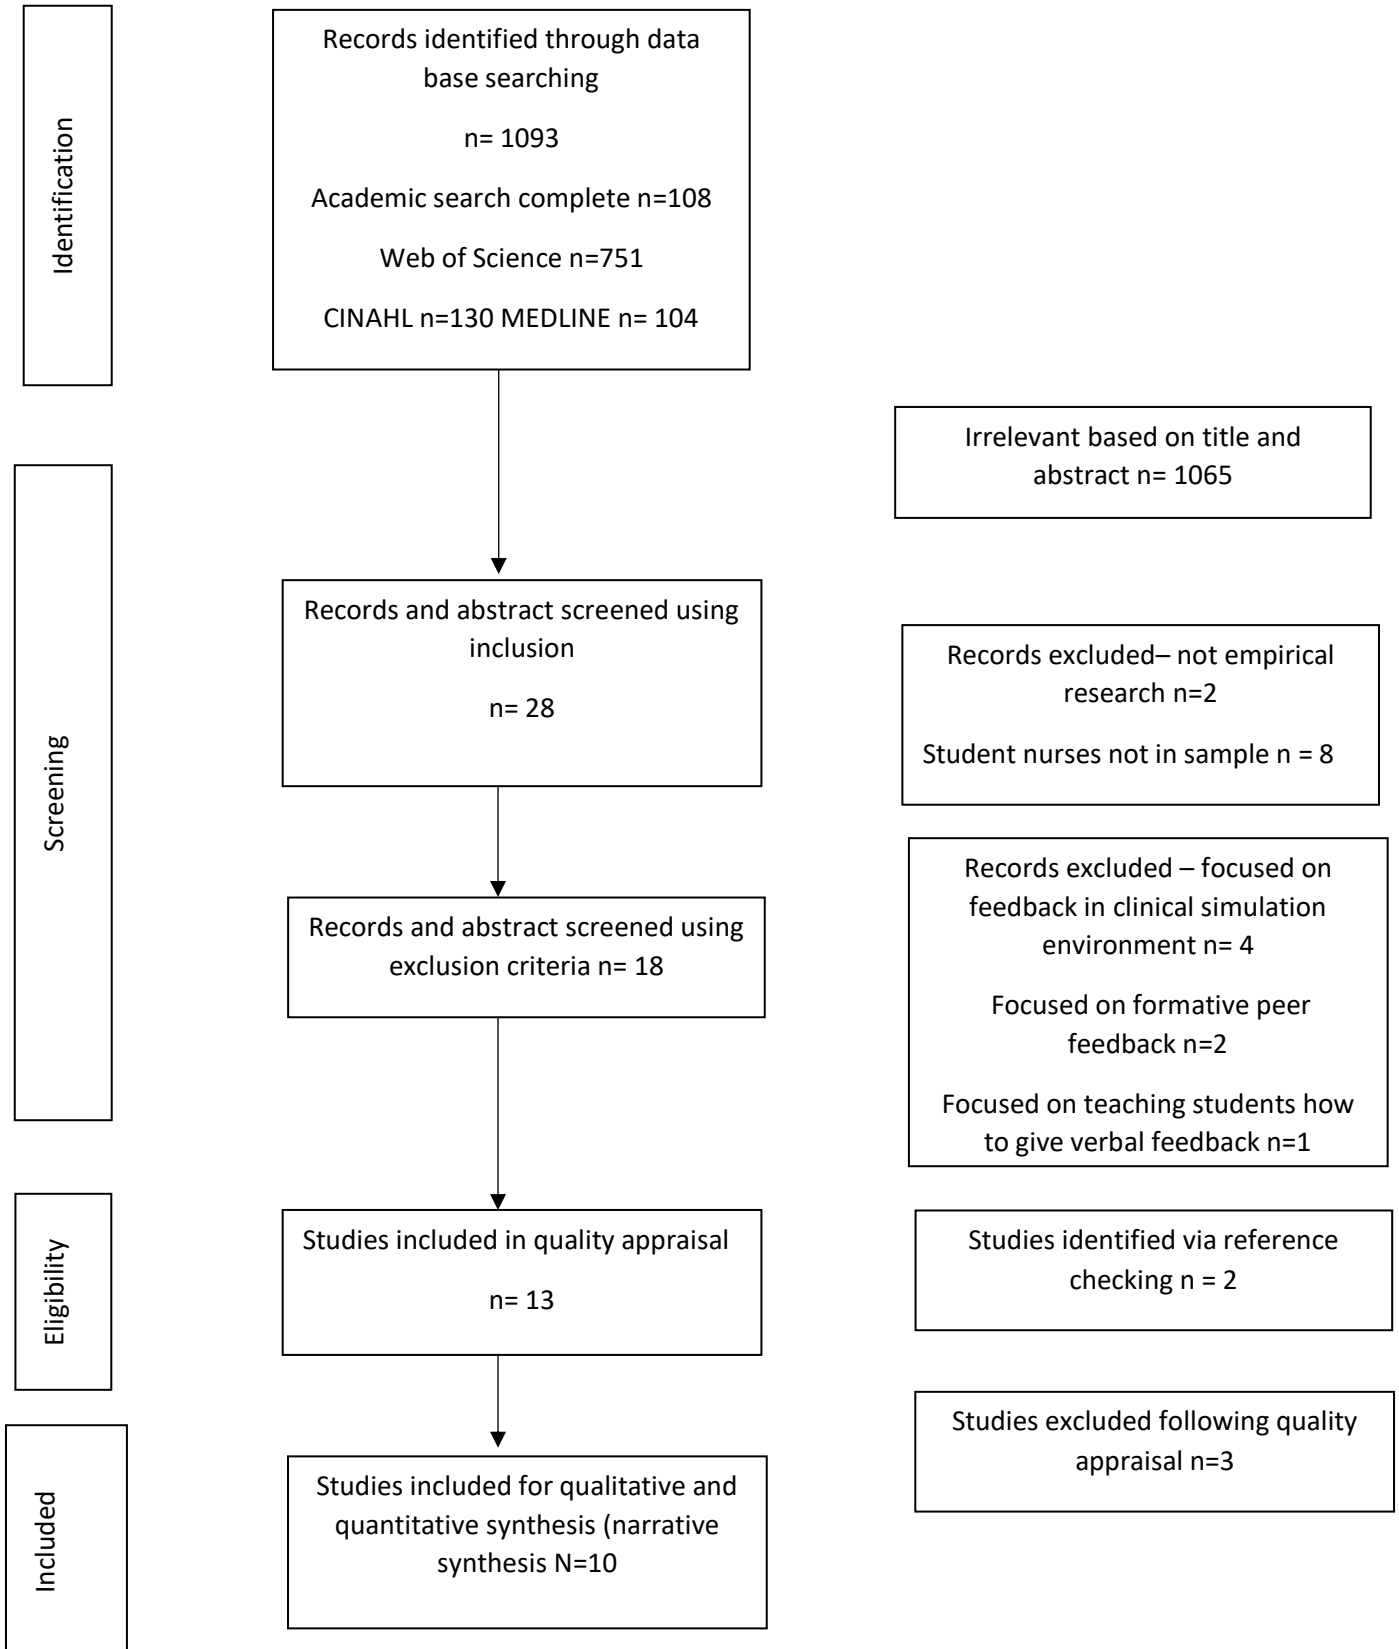 Identification
Records identified through data
base searching
n= 1093
Academic search complete n=108
Web of Science n=751
CINAHL n=130 MEDLINE n= 104
Irrelevant based on title and
abstract n= 1065
Screening
Records and abstract screened using
inclusion
n= 28
Records excluded– not empirical
research n=2
Student nurses not in sample n = 8
Records and abstract screened using
exclusion criteria n= 18
Records excluded – focused on
feedback in clinical simulation
environment n= 4
Focused on formative peer
feedback n=2
Focused on teaching students how
to give verbal feedback n=1
Eligibility
Studies included in quality appraisal
n= 13
Studies identified via reference
checking n = 2
Studies excluded following quality
appraisal n=3
Included
Studies included for qualitative and
quantitative synthesis (narrative
synthesis N=10